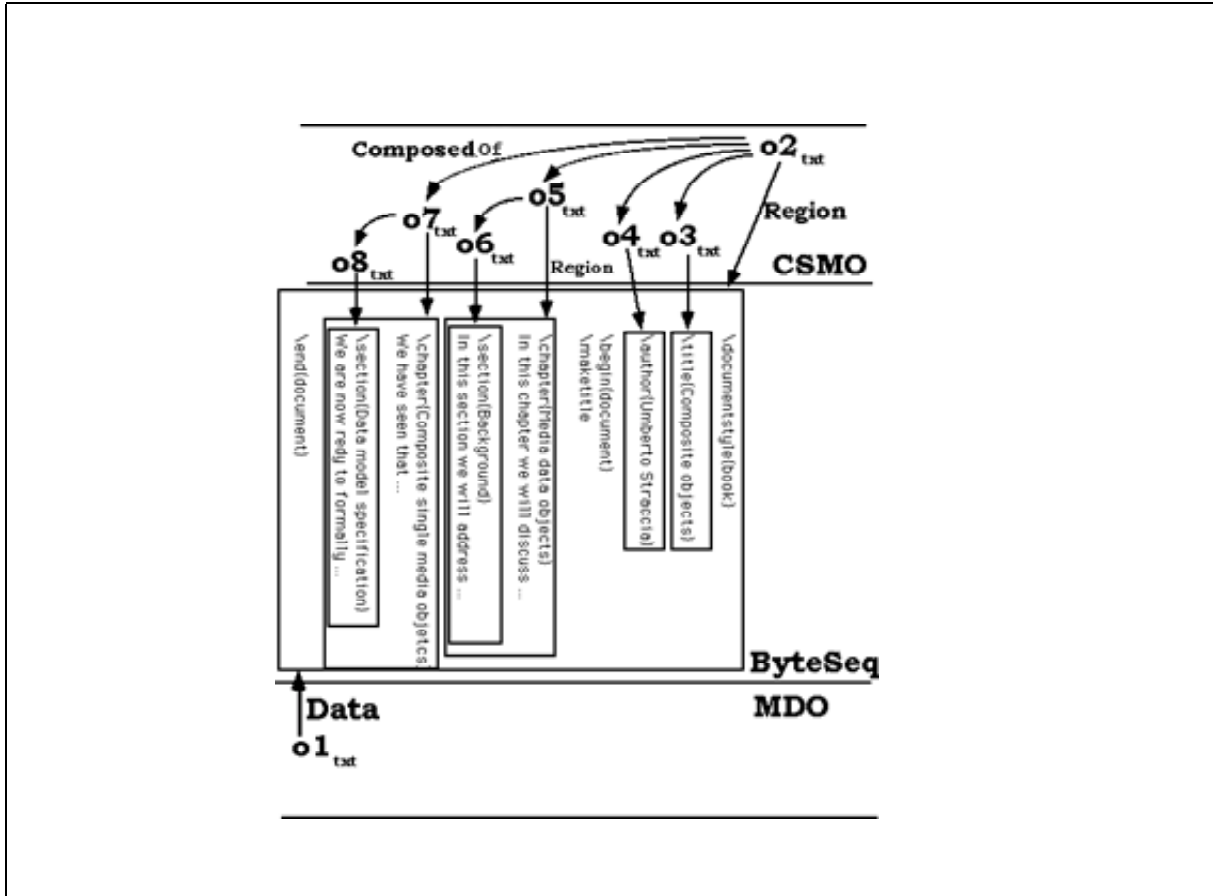 Composed Of
o2txt
o5txt
o7txt
Region
o6txt
o4txt
o3txt
o8txt
Region
CSMO
\documentstyle{book}
\title{Composite objects}
\author{Umberto Straccia}
\begin{document}
\maketitle
\chapter{Media data objects}
In this chapter we will discuss ...
\section{Background}
In this section we will address ...
\chapter{Composite single media objetcs}
We have seen that ...
\section{Data model specification}
We are now redy to formally ...
\end{document}
ByteSeq
Data
MDO
o1txt